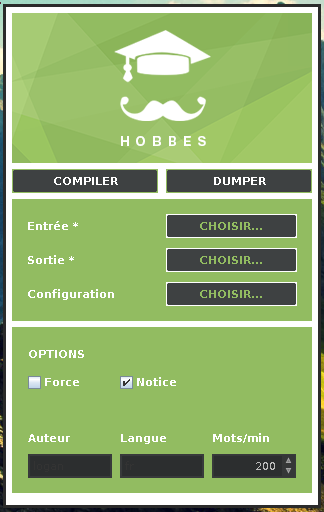 HOBBES
COMPILER DUMPER
Entrée * CHOISIR...
Sortie * CHOISIR...
Configuration CHOISIR...
OPTIONS
Force Notice
Auteur Langue Mots/min
200